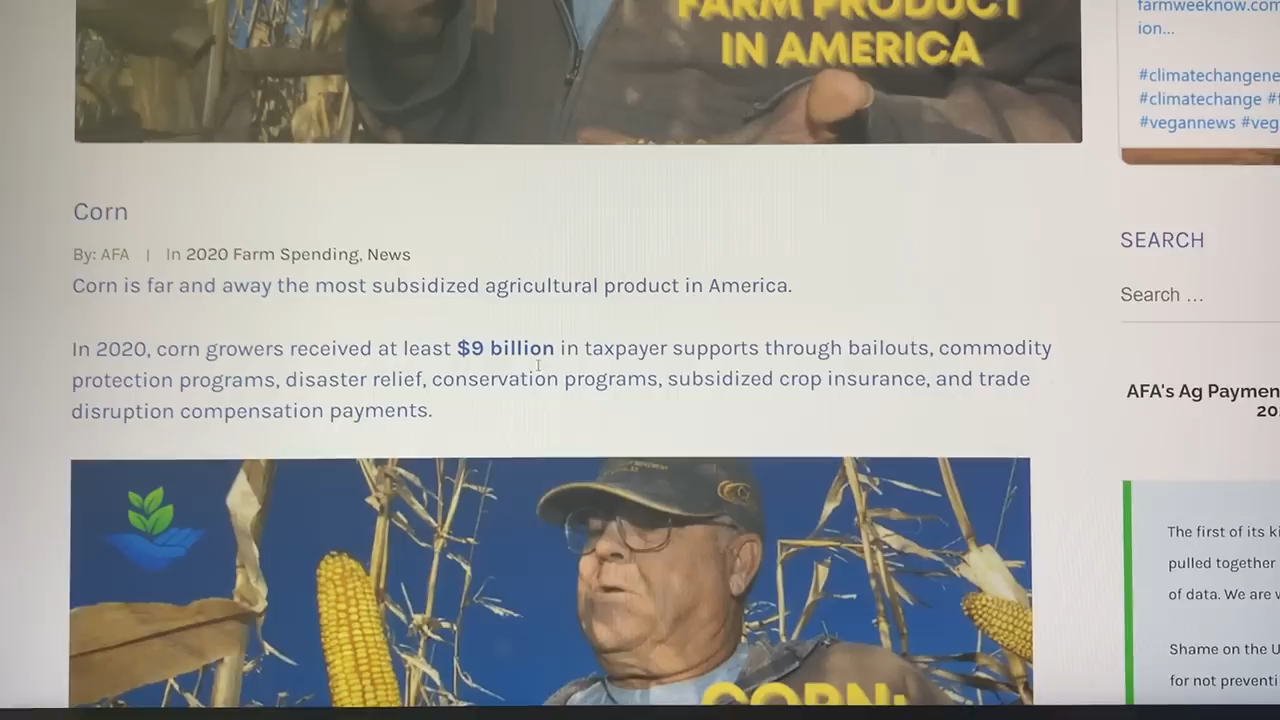 FARM PRODUCT
IN AMERICA
Corn
By: AFA | In 2020 Farm Spending, News
Corn is far and away the most subsidized agricultural product in America.
In 2020, corn growers received at least $9 billion in taxpayer supports through bailouts, commodity
protection programs, disaster relief, conservation programs, subsidized crop insurance, and trade
disruption compensation payments.
CORN:
farmweeknow.com
ion...
#climatechangene
#climatechange #
#vegannews #veg
SEARCH
Search ...
AFA's Ag Paymen
20
The first of its ki
pulled together
of data. We are
Shame on the U
for not preventi